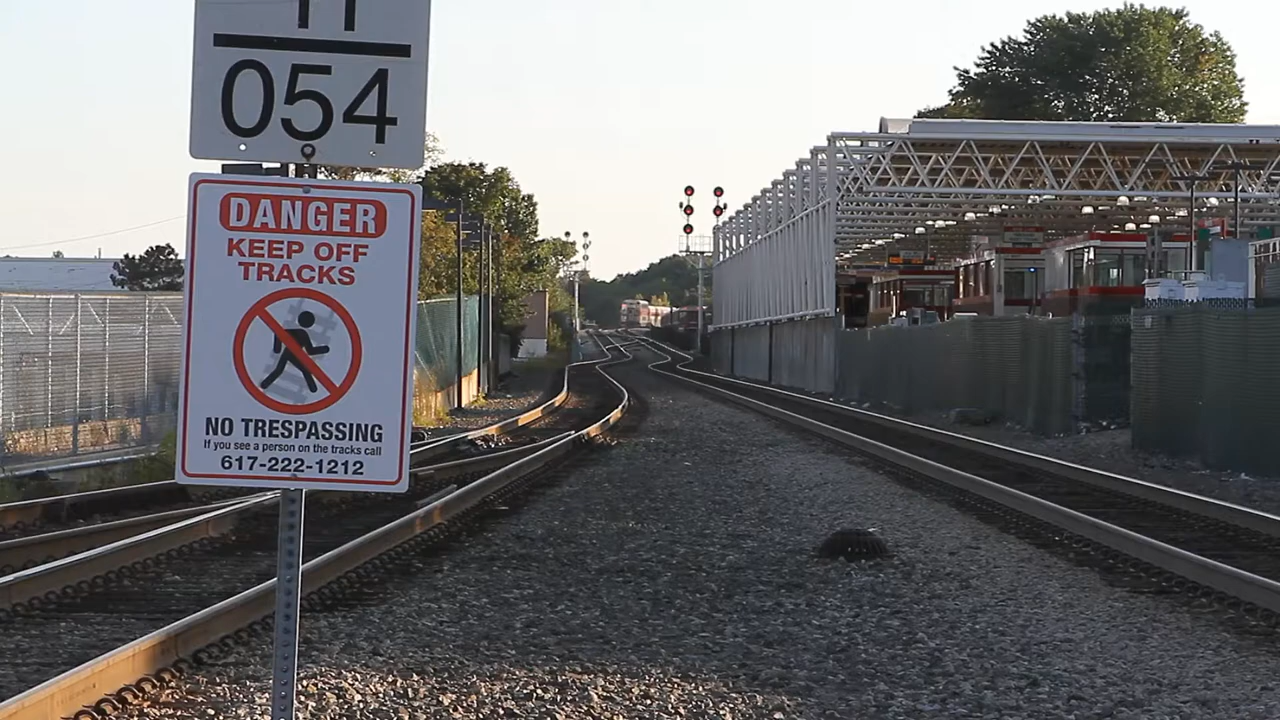 054
DANGER
KEEP OFF
TRACKS
NO TRESPASSING
If you see a person on the tracks call
617-222-1212